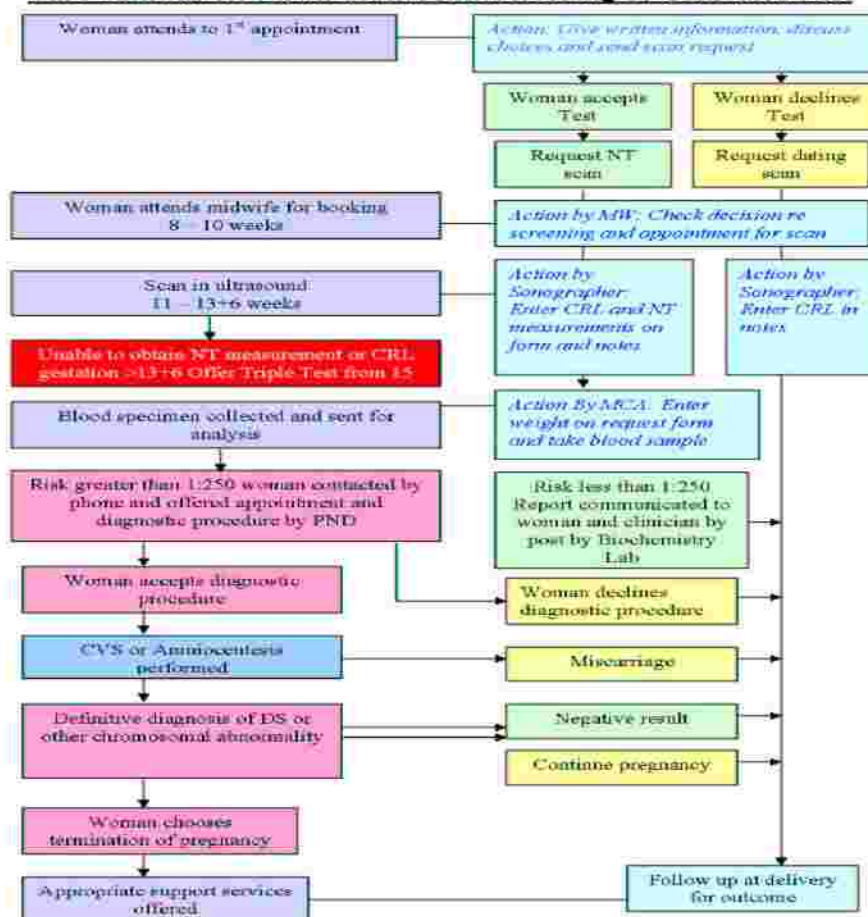 Woman attends to 1st appointment
Action: Give written information, discuss
choices and send scan request
Woman accepts
Test
Woman declines
Test
Request NT
scan
Request dating
scan
Woman attends midwife for booking
8 – 10 weeks
Action by MW: Check decision re
screening and appointment for scan
Scan in ultrasound
11 – 13+6 weeks
Action by
Sonographer:
Enter CRL and NT
measurements on
form and notes
Action by
Sonographer:
Enter CRL in
notes
Unable to obtain NT measurement or CRL
gestation >13+6 Offer Triple Test from 15
Blood specimen collected and sent for
analysis
Action By MCA: Enter
weight on request form
and take blood sample
Risk greater than 1:250 woman contacted by
phone and offered appointment and
diagnostic procedure by PND
Risk less than 1:250
Report communicated to
woman and clinician by
post by Biochemistry
Lab
Woman accepts diagnostic
procedure
Woman declines
diagnostic procedure
CVS or Amniocentesis
performed
Miscarriage
Definitive diagnosis of DS or
other chromosomal abnormality
Negative result
Continue pregnancy
Woman chooses
termination of pregnancy
Appropriate support services
offered
Follow up at delivery
for outcome